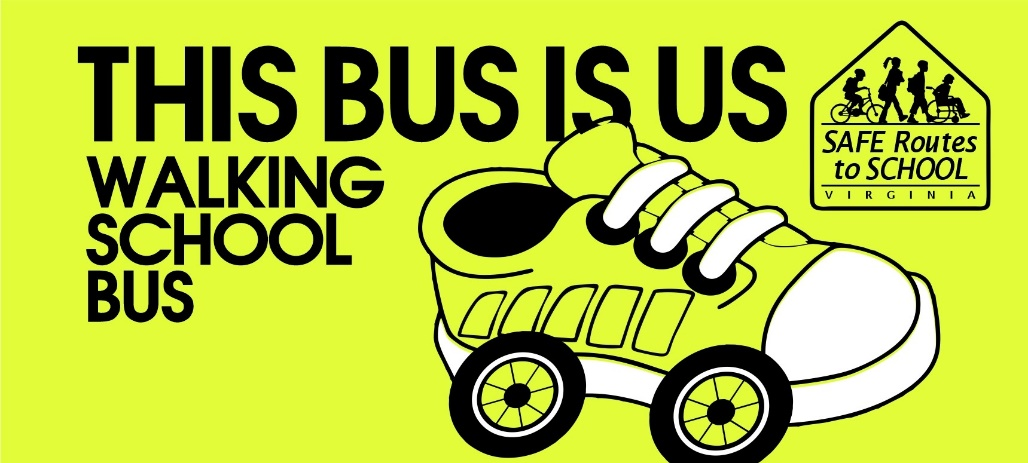 THIS BUS IS US
WALKING
SCHOOL
BUS
SAFE Routes
to SCHOOL
VIRGINIA